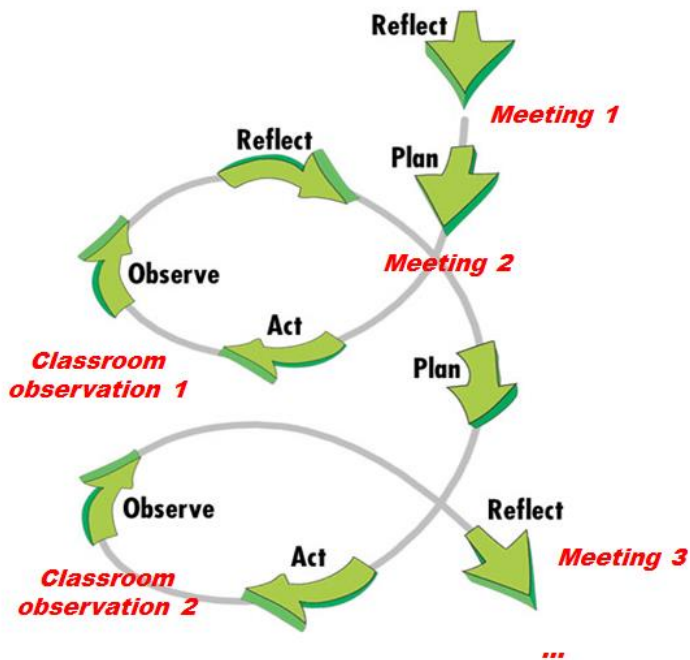 Reflect
Meeting 1
Plan
Reflect
Meeting 2
Observe
Act
Classroom
observation 1
Plan
Observe
Reflect
Act
Meeting 3
Classroom
observation 2
...